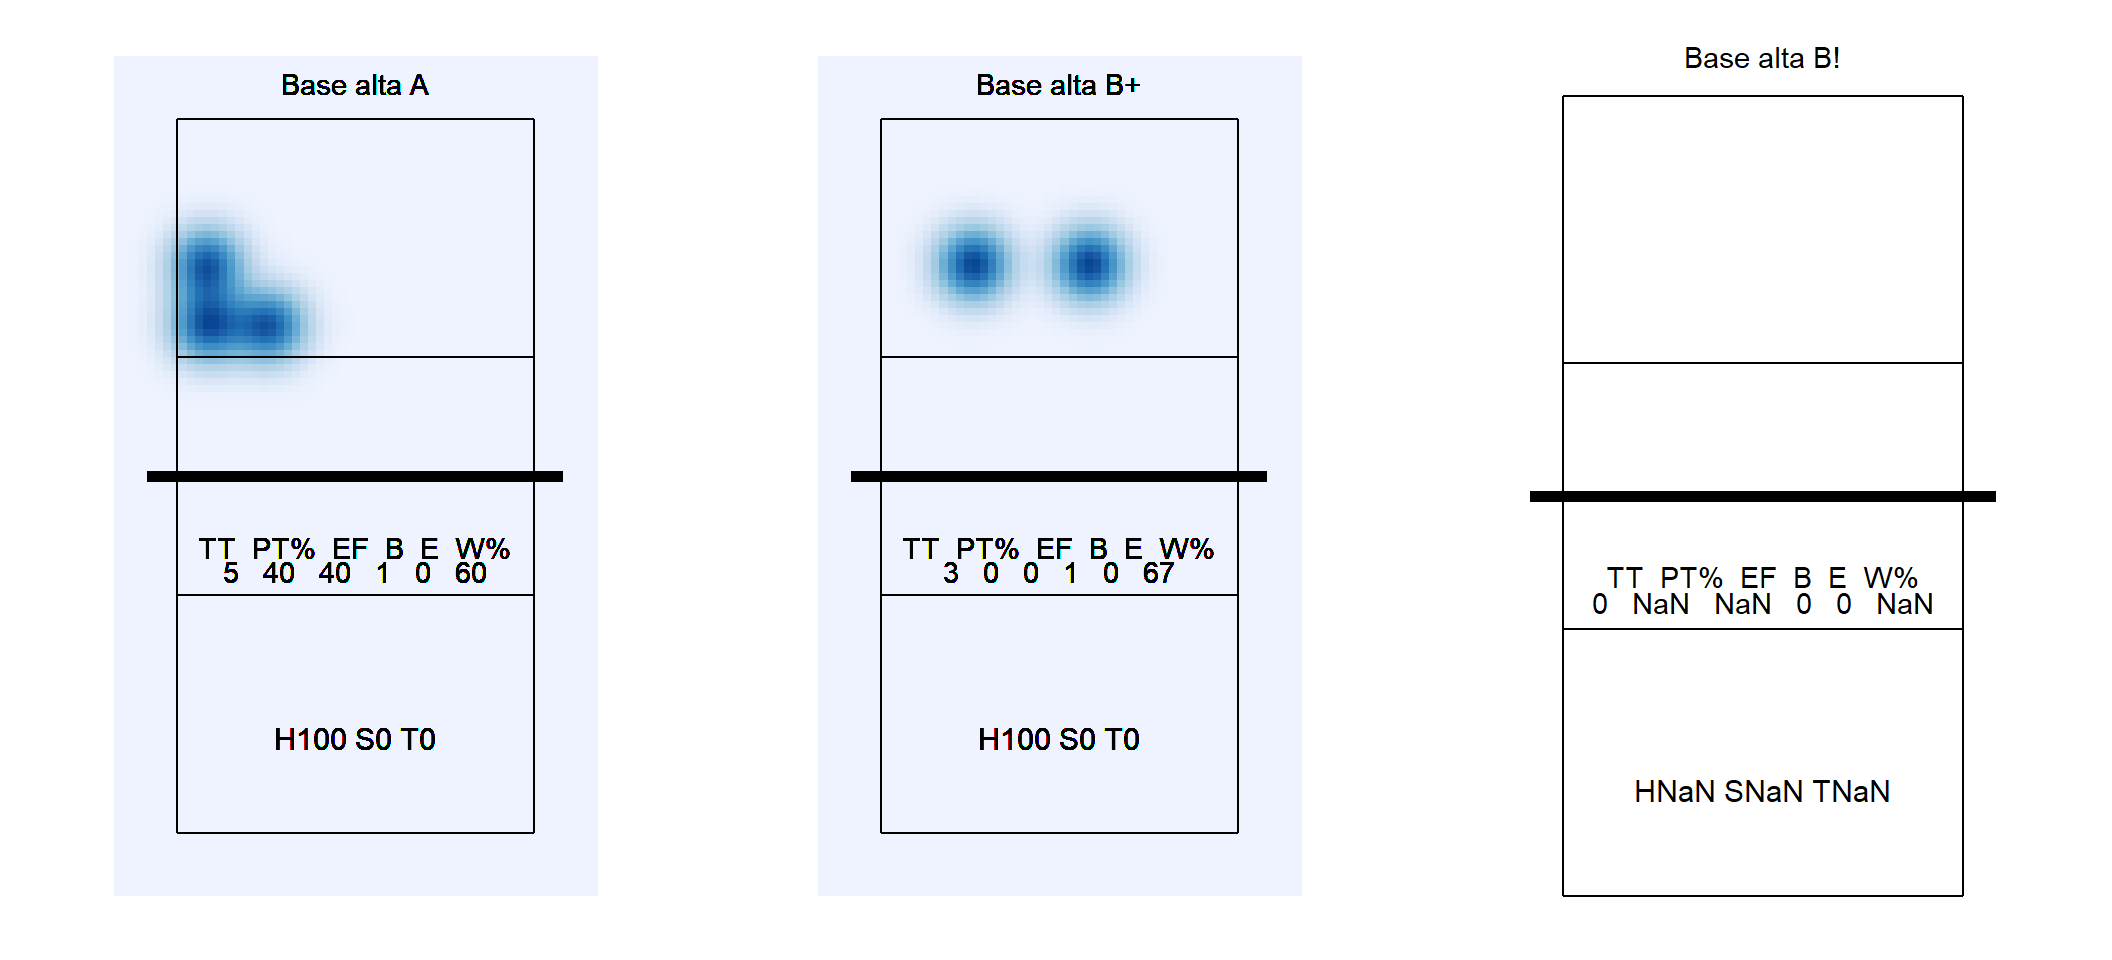 Base alta A
TT PT% EF B E W%
5 40 40 1 0 60
H100 S0 T0
Base alta B+
TT PT% EF B E W%
3 0 0 1 0 67
H100 S0 T0
Base alta B!
TT PT% EF B E W%
0 NaN NaN 0 0 NaN
HNaN SNaN TNaN